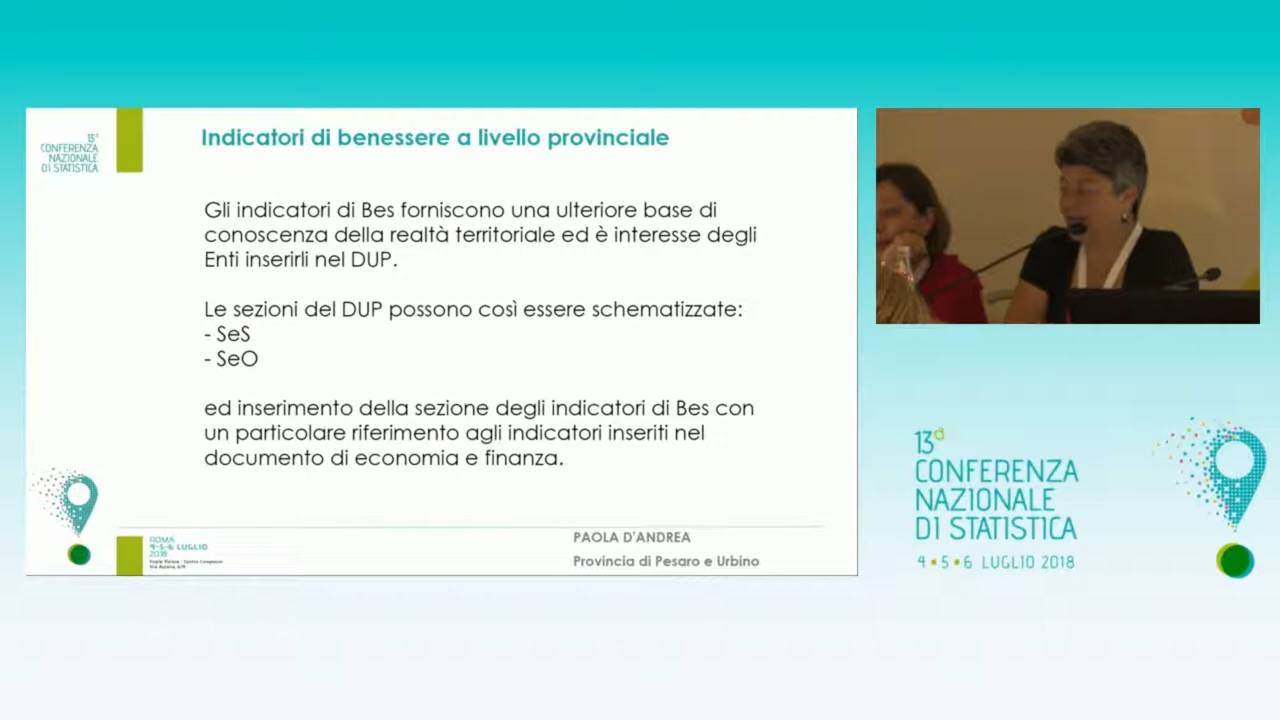 13ª
CONFERENZA
NAZIONALE
DI STATISTICA
Indicatori di benessere a livello provinciale
Gli indicatori di Bes forniscono una ulteriore base di
conoscenza della realtà territoriale ed è interesse degli
Enti inserirli nel DUP.
Le sezioni del DUP possono così essere schematizzate:
- SeS
- SeO
ed inserimento della sezione degli indicatori di Bes con
un particolare riferimento agli indicatori inseriti nel
documento di economia e finanza.
ROMA
4-5-6 LUGLIO
2018
PAOLA D'ANDREA
Provincia di Pesaro e Urbino
13ª
CONFERENZA
NAZIONALE
DI STATISTICA
4 • 5 • 6 LUGLIO 2018